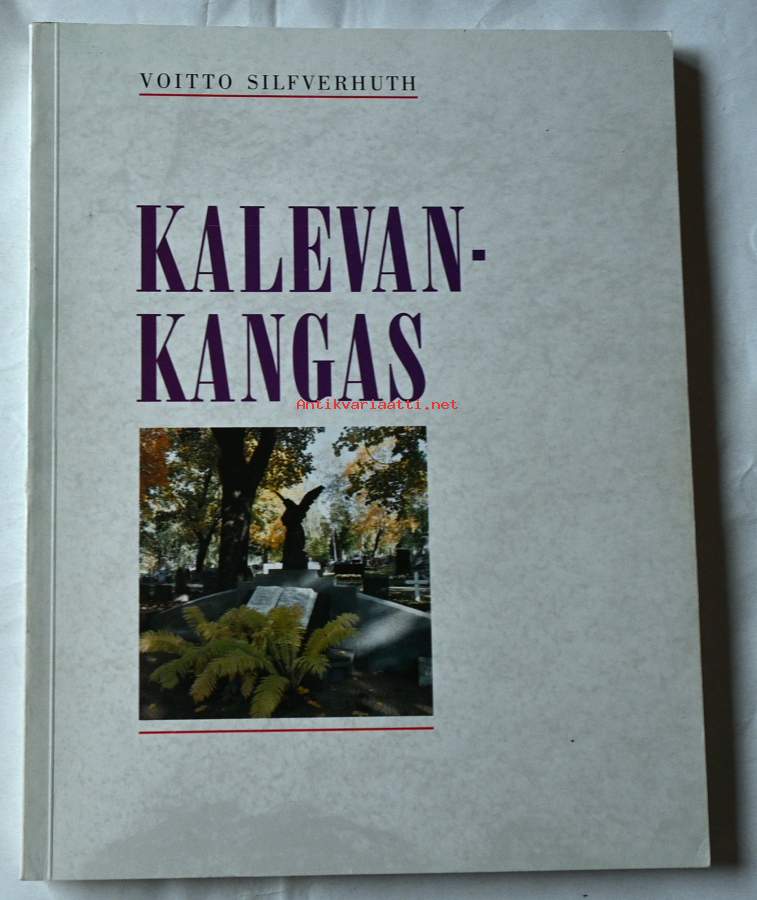 VOITTO SILFVERHUTH
KALEVAN-
KANGAS
Antikvariaatti.net